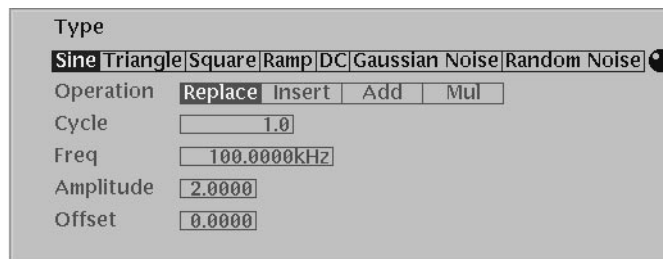 Type
Sine Triangle Square Ramp DC Gaussian Noise Random Noise
Operation Replace Insert Add Mul
Cycle 1.0
Freq 100.0000kHz
Amplitude 2.0000
Offset 0.0000